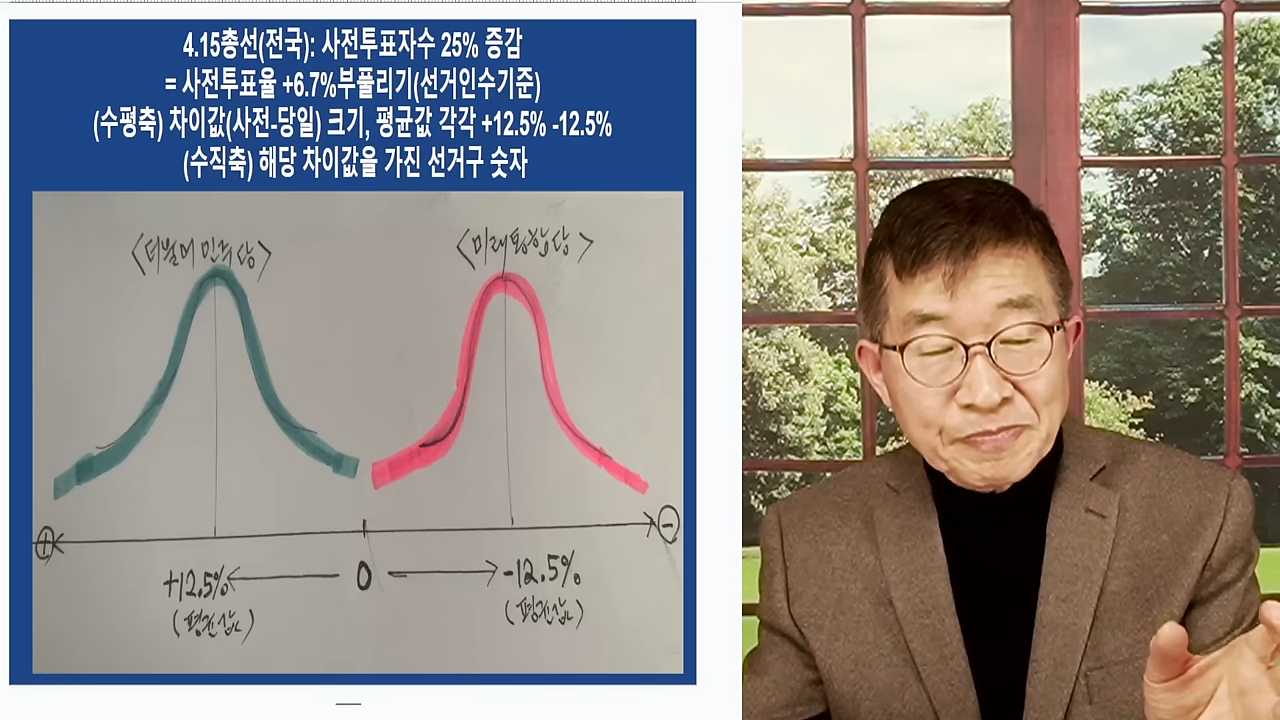 4.15총선(전국): 사전투표자수 25% 증감
= 사전투표율 +6.7%부풀리기(선거인수기준)
(수평축) 차이값(사전-당일) 크기, 평균값 각각 +12.5% -12.5%
(수직축) 해당 차이값을 가진 선거구 숫자
<더불어민주당> <미래통합당>
+ -
+12.5% 0 -12.5%
(평균값) (평균값)